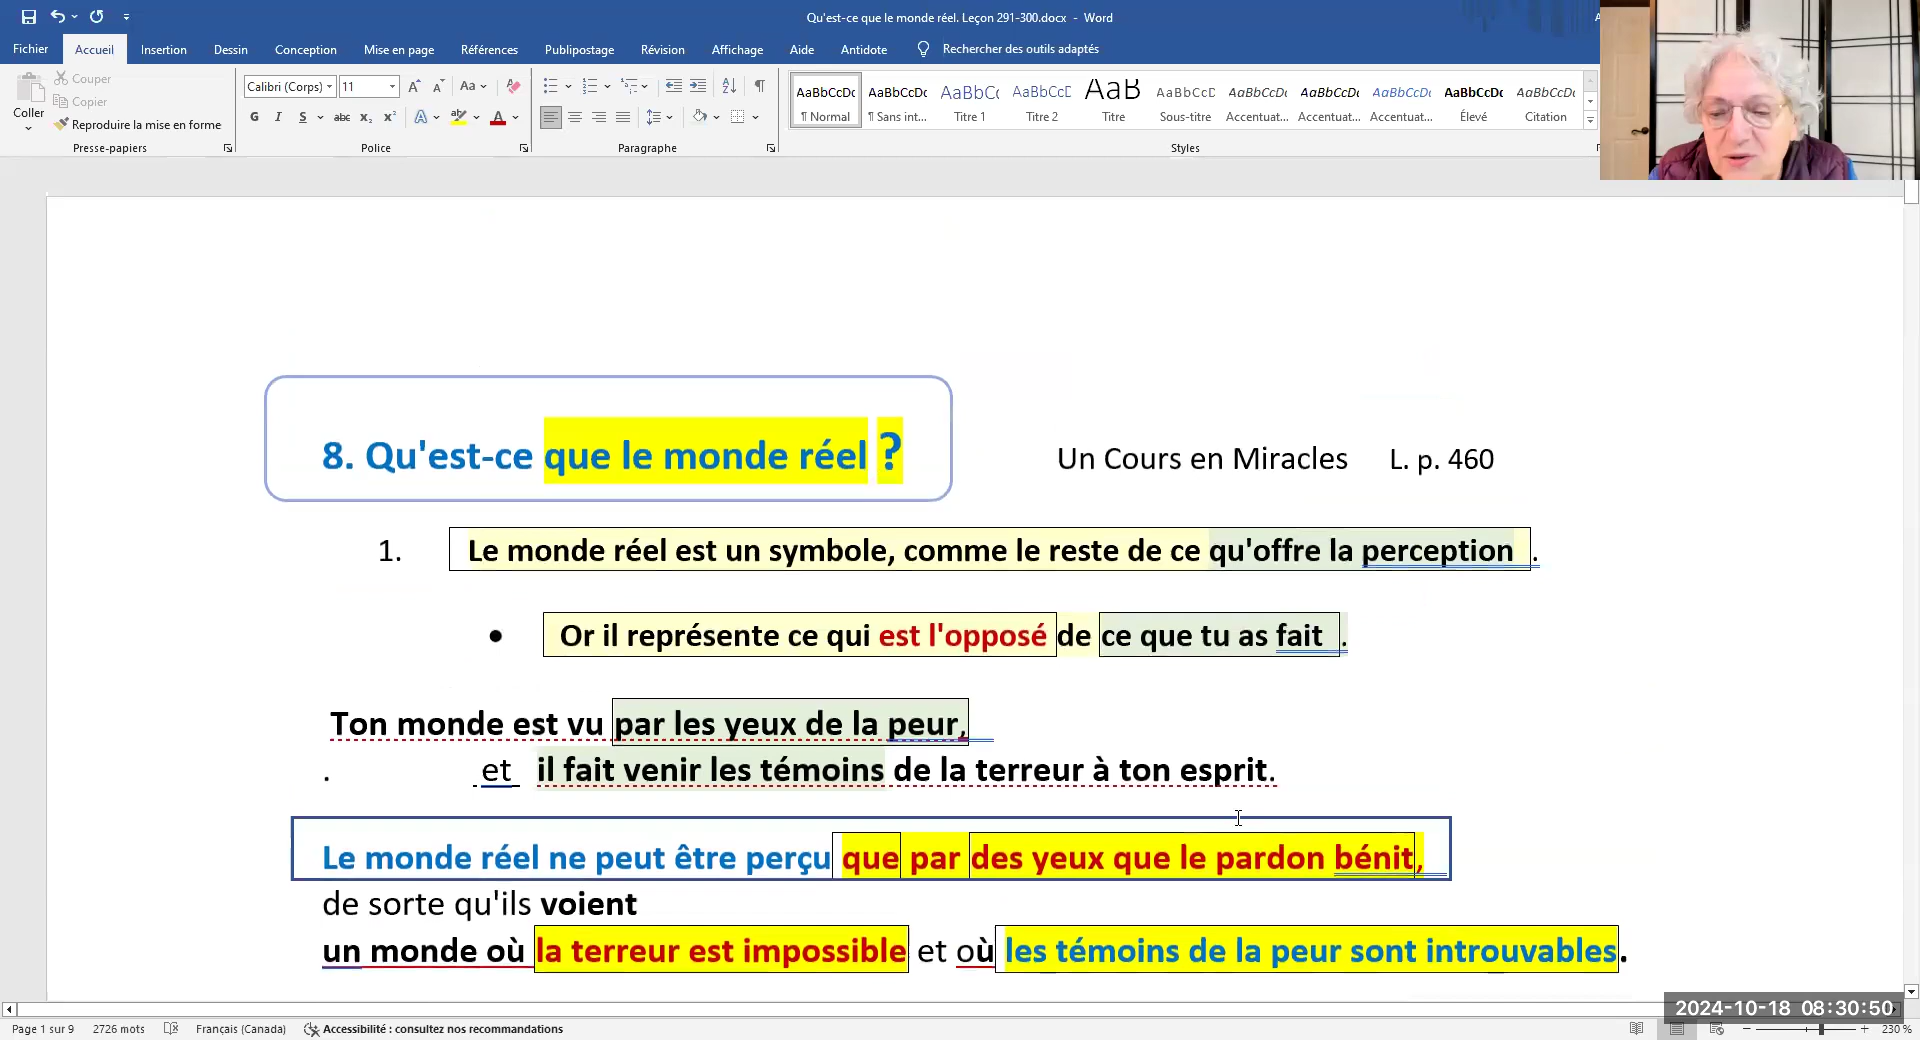 Qu'est-ce que le monde réel. Leçon 291-300.docx - Word
Fichier Accueil Insertion Dessin Conception Mise en page Références Publipostage Révision Affichage Aide Antidote Rechercher des outils adaptés
Coller
Couper
Copier
Reproduire la mise en forme
Presse-papiers
Calibri (Corps) 11
G I S abc x₂ x²
Police
Paragraphe
AaBbCcDc AaBbCcDc AaBbCc AaBbCcD AaB AaBbCcD AaBbCcDc AaBbCcDc AaBbCcDc AaBbCcDc AaBbCcDc
¶ Normal ¶ Sans int... Titre 1 Titre 2 Titre Sous-titre Accentuat... Accentuat... Accentuat... Élevé Citation
Styles
8. Qu'est-ce que le monde réel ? Un Cours en Miracles L. p. 460
1. Le monde réel est un symbole, comme le reste de ce qu'offre la perception .
• Or il représente ce qui est l'opposé de ce que tu as fait .
Ton monde est vu par les yeux de la peur,
. et il fait venir les témoins de la terreur à ton esprit.
Le monde réel ne peut être perçu que par des yeux que le pardon bénit,
de sorte qu'ils voient
un monde où la terreur est impossible et où les témoins de la peur sont introuvables.
2024-10-18 08:30:50
Page 1 sur 9 2726 mots Français (Canada) Accessibilité : consultez nos recommandations 230 %